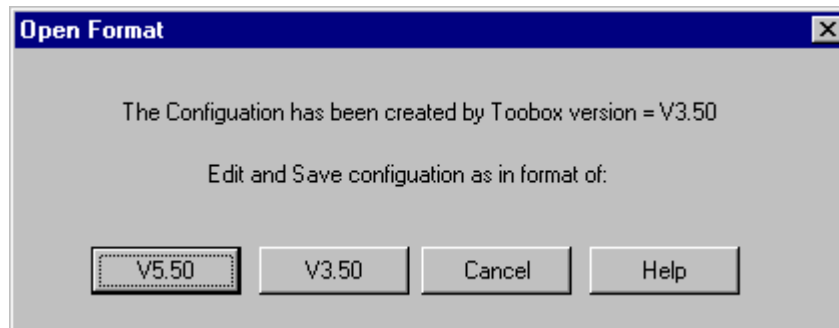 Open Format
The Configuation has been created by Toobox version = V3.50
Edit and Save configuation as in format of:
V5.50 V3.50 Cancel Help